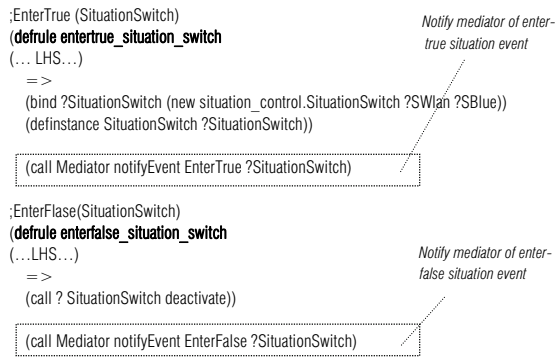 ;EnterTrue (SituationSwitch)
(defrule entertrue_situation_switch
(… LHS…)
=>
(bind ?SituationSwitch (new situation_control.SituationSwitch ?SWlan ?SBlue))
(definstance SituationSwitch ?SituationSwitch))
(call Mediator notifyEvent EnterTrue ?SituationSwitch)
Notify mediator of enter-
true situation event
;EnterFlase(SituationSwitch)
(defrule enterfalse_situation_switch
(…LHS…)
=>
(call ? SituationSwitch deactivate))
(call Mediator notifyEvent EnterFalse ?SituationSwitch)
Notify mediator of enter-
false situation event